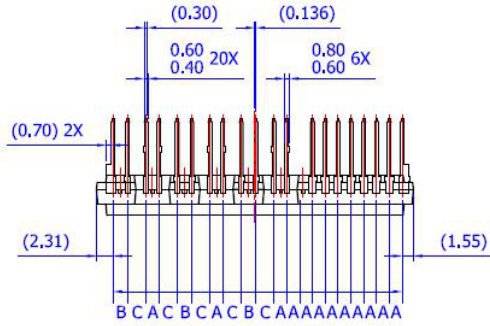 (0.30) (0.136)
0.60 0.80
0.40 20X 0.60 6X
(0.70) 2X
(2.31) (1.55)
B C A C B C A C B C A A A A A A A A A A